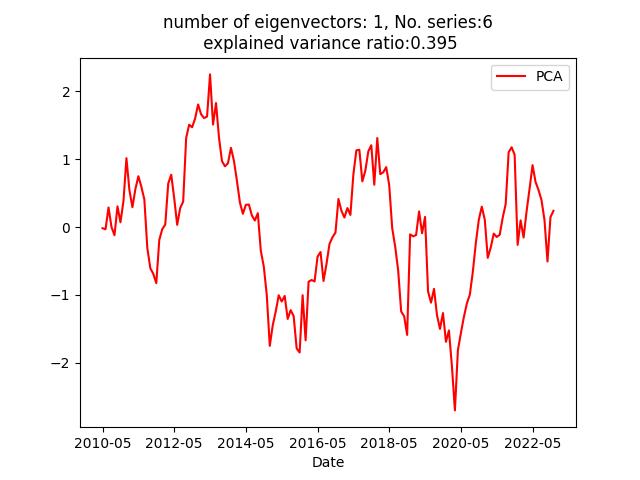 number of eigenvectors: 1, No. series:6
explained variance ratio:0.395
PCA
2
1
0
−1
−2
2010-05 2012-05 2014-05 2016-05 2018-05 2020-05 2022-05
Date